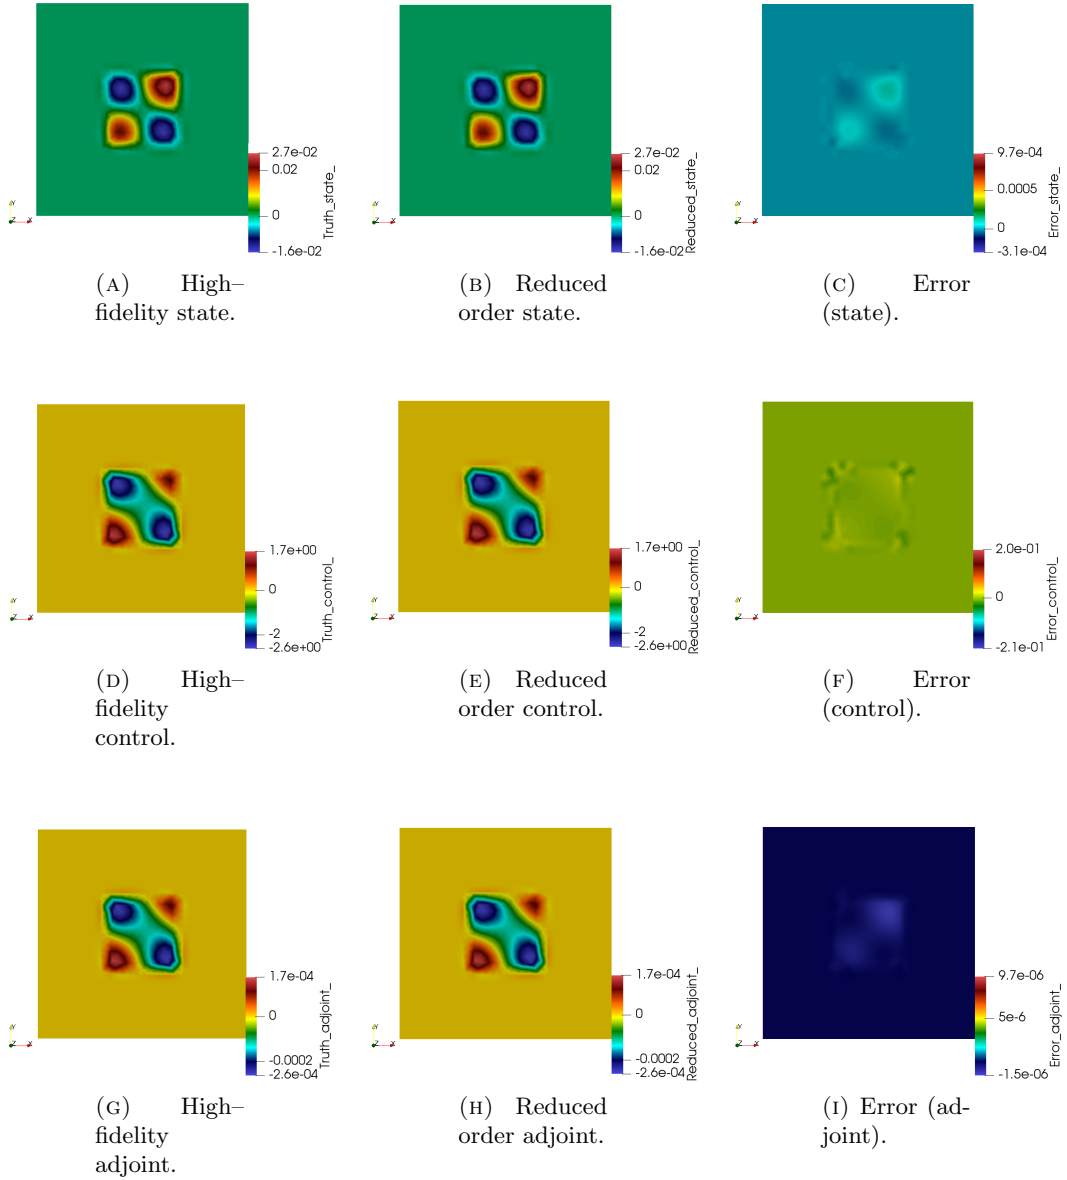 2.7e-02
0.02
0
-1.6e-02
Truth_state_
Y
Z X
(A) High–
fidelity state.
2.7e-02
0.02
0
-1.6e-02
Reduced_state_
Y
Z X
(B) Reduced
order state.
9.7e-04
0.0005
0
-3.1e-04
Error_state_
Y
Z X
(C) Error
(state).
1.7e+00
0
-2
-2.6e+00
Truth_control_
Y
Z X
(D) High–
fidelity
control.
1.7e+00
0
-2
-2.6e+00
Reduced_control_
Y
Z X
(E) Reduced
order control.
2.0e-01
0
-2.1e-01
Error_control_
Y
Z X
(F) Error
(control).
1.7e-04
0
-0.0002
-2.6e-04
Truth_adjoint_
Y
Z X
(G) High–
fidelity
adjoint.
1.7e-04
0
-0.0002
-2.6e-04
Reduced_adjoint_
Y
Z X
(H) Reduced
order adjoint.
9.7e-06
5e-6
-1.5e-06
Error_adjoint_
Y
Z X
(I) Error (ad-
joint).